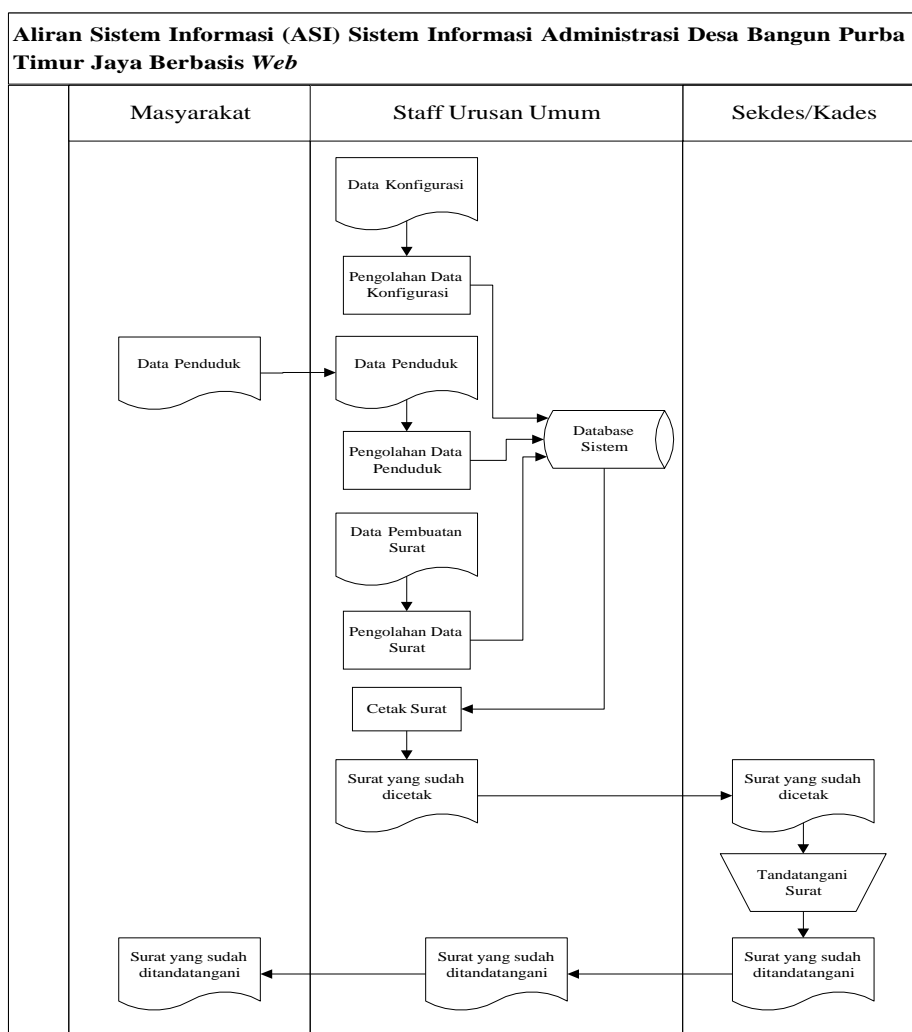 Aliran Sistem Informasi (ASI) Sistem Informasi Administrasi Desa Bangun Purba
Timur Jaya Berbasis Web
Masyarakat
Staff Urusan Umum
Sekdes/Kades
Data Konfigurasi
Pengolahan Data
Konfigurasi
Data Penduduk
Data Penduduk
Pengolahan Data
Penduduk
Database
Sistem
Data Pembuatan
Surat
Pengolahan Data
Surat
Cetak Surat
Surat yang sudah
dicetak
Surat yang sudah
dicetak
Tandatangani
Surat
Surat yang sudah
ditandatangani
Surat yang sudah
ditandatangani
Surat yang sudah
ditandatangani